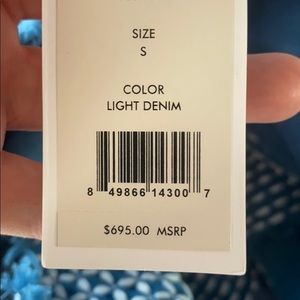 SIZE
S
COLOR
LIGHT DENIM
8 49866 14300 7
$695.00 MSRP